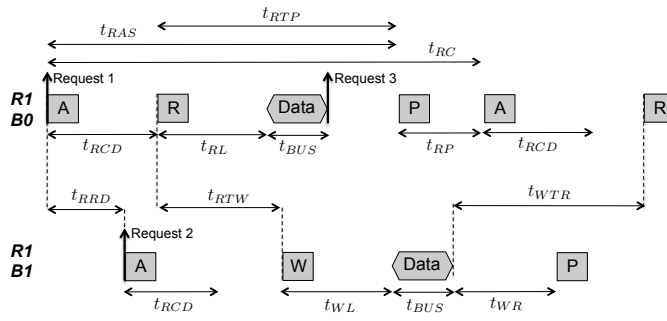 t_RTP
t_RAS
t_RC
Request 1 Request 3
R1 A R Data P A R
B0
t_RCD t_RL t_BUS t_RP t_RCD
t_RRD t_RTW t_WTR
Request 2
R1 A W Data P
B1
t_RCD t_WL t_BUS t_WR